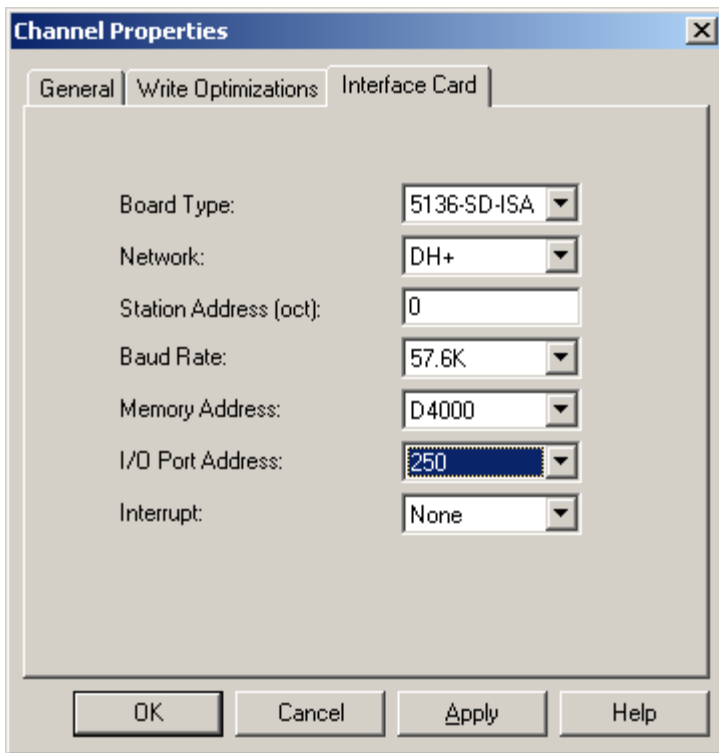 Channel Properties
General Write Optimizations Interface Card
Board Type: 5136-SD-ISA
Network: DH+
Station Address (oct): 0
Baud Rate: 57.6K
Memory Address: D4000
I/O Port Address: 250
Interrupt: None
OK Cancel Apply Help